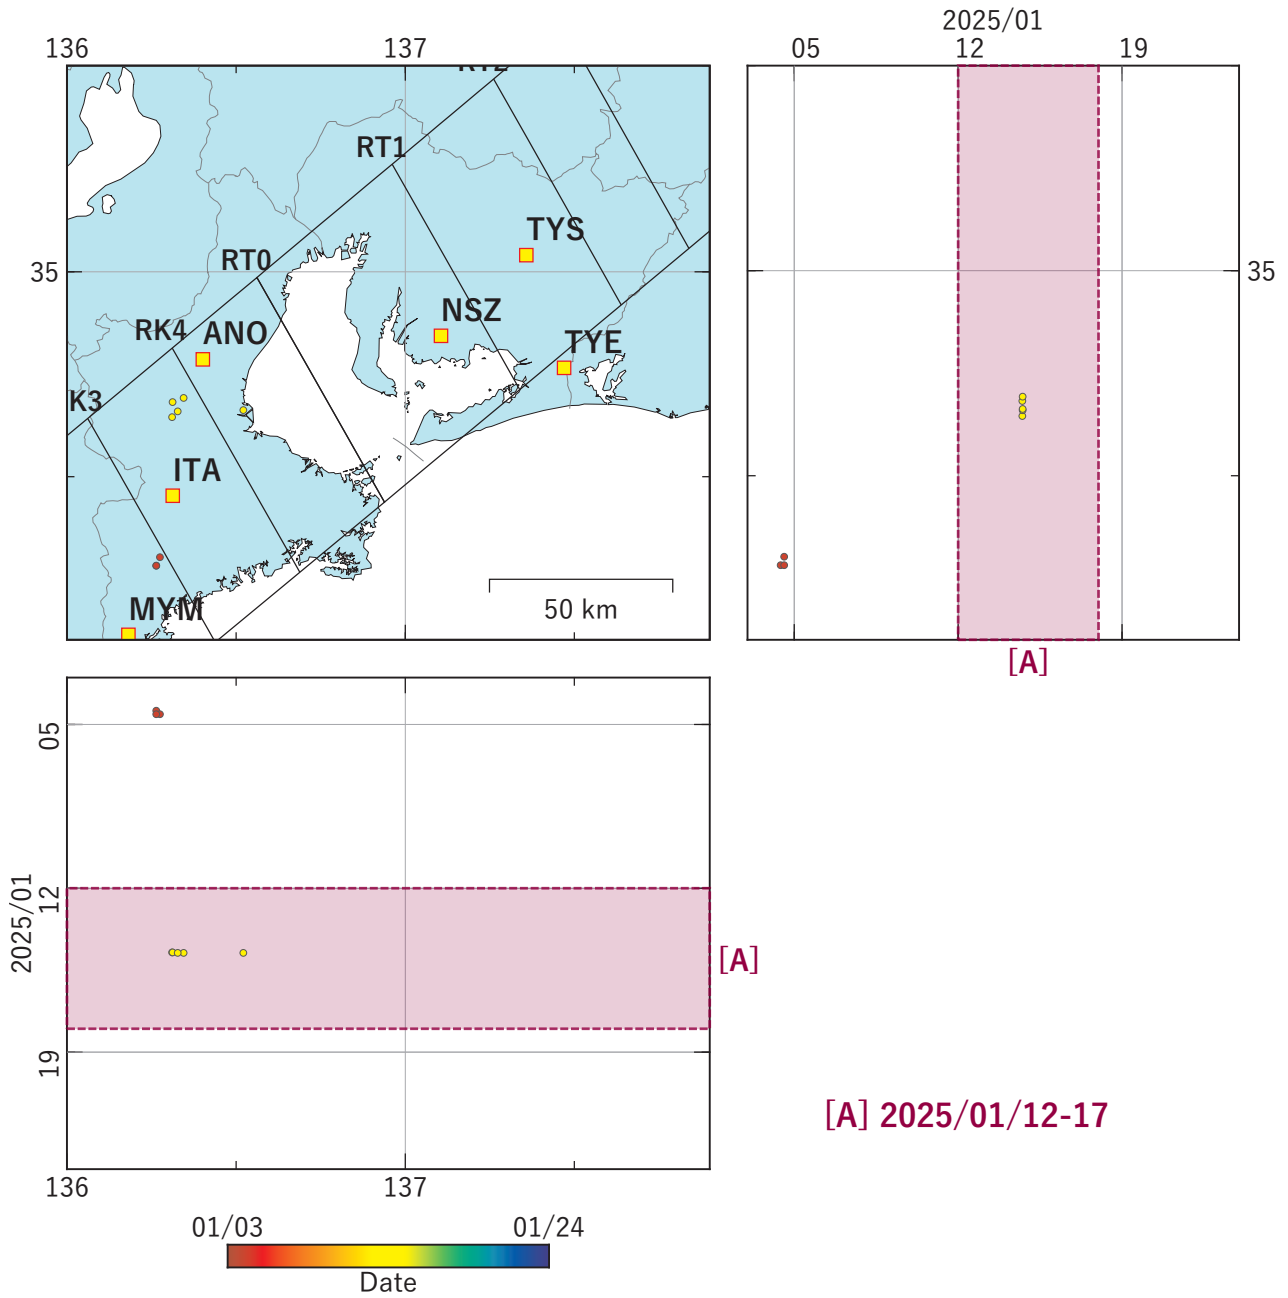 2025/01
136 137 05 12 19
RT1
TYS
RT0
35 35
NSZ
RK4 ANO
TYE
K3
ITA
MYM
50 km
[A]
05
12
2025/01
[A]
19
[A] 2025/01/12-17
136 137
01/03 01/24
Date